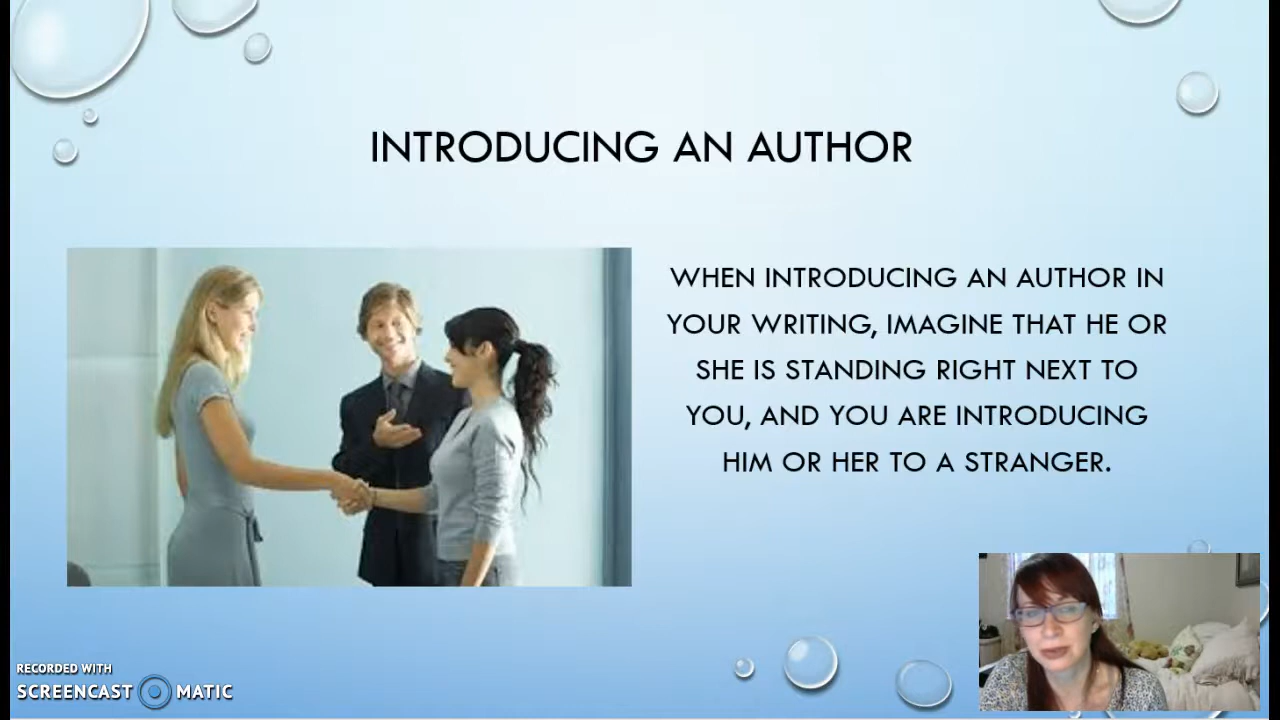 INTRODUCING AN AUTHOR
WHEN INTRODUCING AN AUTHOR IN
YOUR WRITING, IMAGINE THAT HE OR
SHE IS STANDING RIGHT NEXT TO
YOU, AND YOU ARE INTRODUCING
HIM OR HER TO A STRANGER.
RECORDED WITH
SCREENCAST MATIC